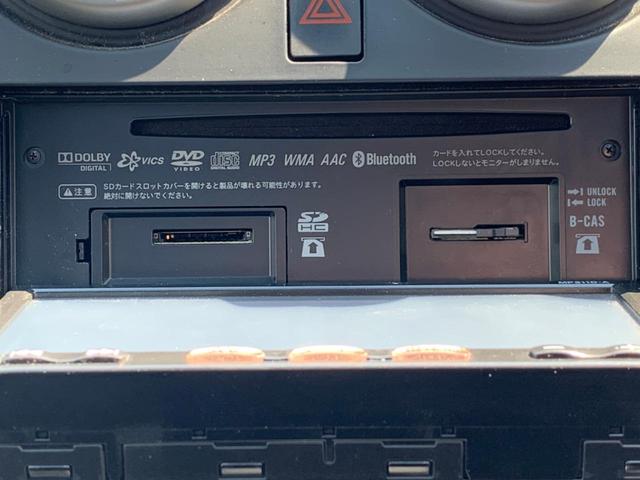 DOLBY DIGITAL VICS DVD VIDEO disc DIGITAL AUDIO MP3 WMA AAC Bluetooth
カードを入れてLOCKしてください。
LOCKしないとモニターがしまりません。
注意 SDカードスロットカバーを開けると製品が壊れる可能性があります。
絶対に開けないでください。
SD HC
UNLOCK
LOCK
B-CAS